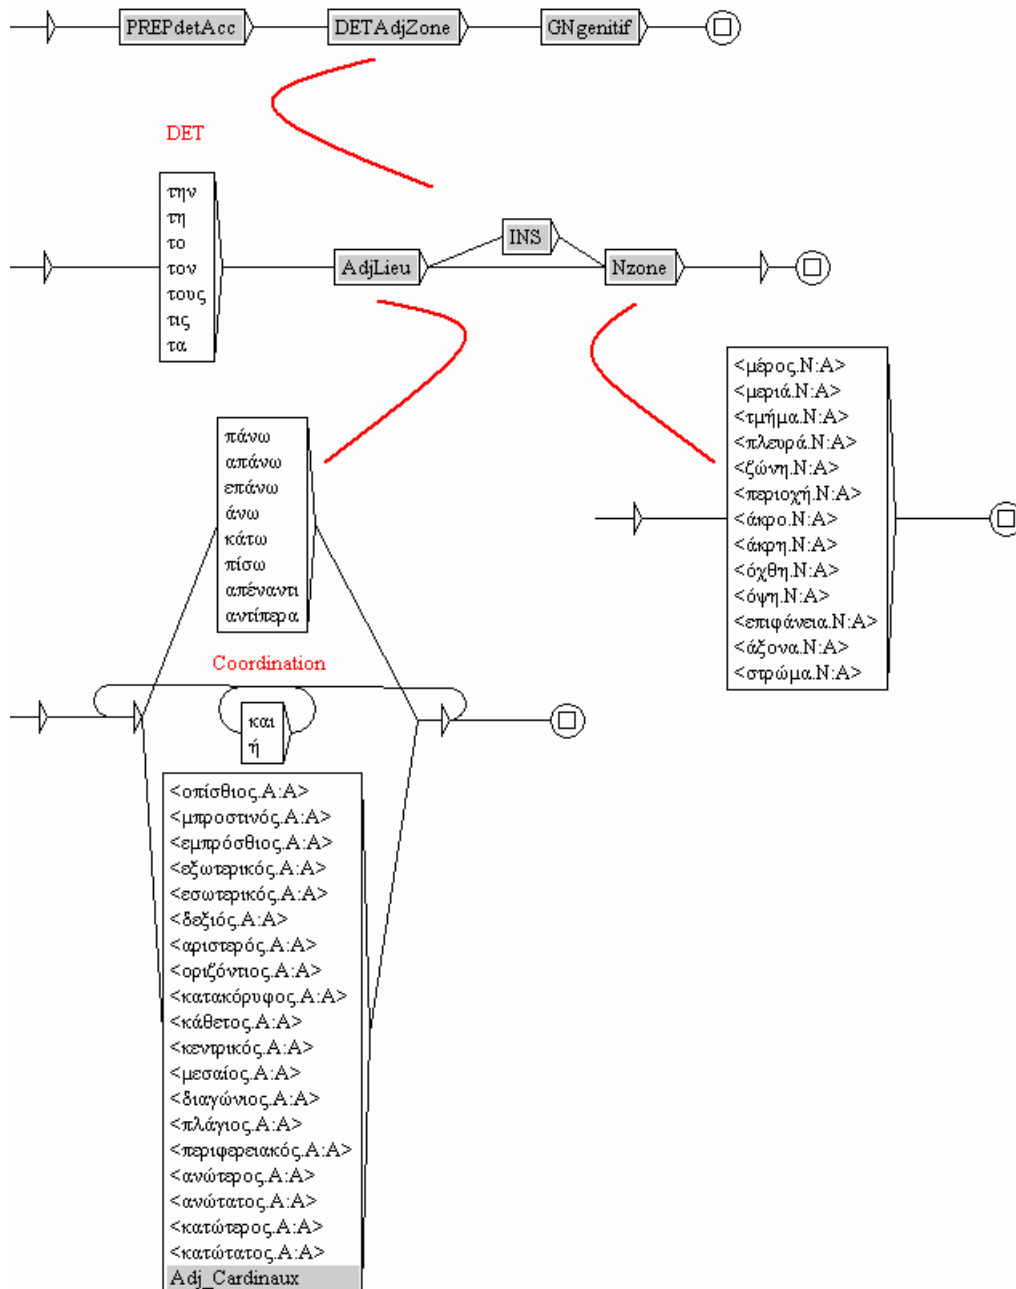 PREPdetAcc DETAdjZone GNgenitif
DET
την
τη
το
τον
τους
τις
τα
INS
AdjLieu Nzone
<μέρος.N:A>
<μεριά.N:A>
<τμήμα.N:A>
<πλευρά.N:A>
<ζώνη.N:A>
<περιοχή.N:A>
<άκρο.N:A>
<άκρη.N:A>
<όχθη.N:A>
<όψη.N:A>
<επιφάνεια.N:A>
<άξονα.N:A>
<στρώμα.N:A>
πάνω
απάνω
επάνω
άνω
κάτω
πίσω
απέναντι
αντίπερα
Coordination
και
ή
<οπίσθιος.A:A>
<μπροστινός.A:A>
<εμπρόσθιος.A:A>
<εξωτερικός.A:A>
<εσωτερικός.A:A>
<δεξιός.A:A>
<αριστερός.A:A>
<οριζόντιος.A:A>
<κατακόρυφος.A:A>
<κάθετος.A:A>
<κεντρικός.A:A>
<μεσαίος.A:A>
<διαγώνιος.A:A>
<πλάγιος.A:A>
<περιφερειακός.A:A>
<ανώτερος.A:A>
<ανώτατος.A:A>
<κατώτερος.A:A>
<κατώτατος.A:A>
Adj_Cardinaux